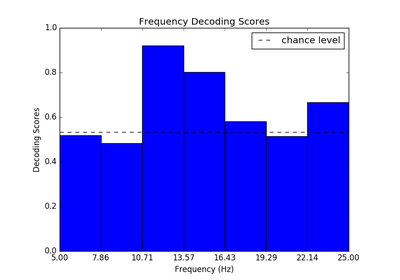 Frequency Decoding Scores
chance level
Decoding Scores
1.0
0.8
0.6
0.4
0.2
0.0
5.00 7.86 10.71 13.57 16.43 19.29 22.14 25.00
Frequency (Hz)